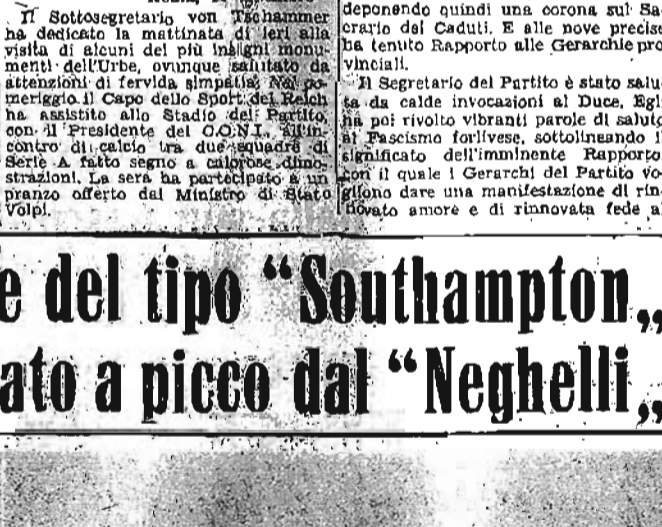 Il Sottosegretario von Tschammer
ha dedicato la mattinata di ieri alla
visita di alcuni dei più insigni monu-
menti dell'Urbe, ovunque salutato da
attenzioni di fervida simpatia. Nel po-
meriggio il Capo dello Sport del Reich
ha assistito allo Stadio del Partito,
con il Presidente del C.O.N.I. all'in-
contro di calcio tra due squadre di
Serie A fatto segno a calorose dimo-
strazioni. La sera ha partecipato a un
pranzo offerto dal Ministro di Stato
Volpi.
deponendo quindi una corona sul Sa-
crario dei Caduti. E alle nove precise
ha tenuto Rapporto alle Gerarchie pro
vinciali.
Il Segretario del Partito è stato salu-
ta da calde invocazioni al Duce. Egl
ha poi rivolto vibranti parole di salut
al Fascismo forlivese, sottolineando i
significato dell'imminente Rapporto
con il quale i Gerarchi del Partito vo-
gliono dare una manifestazione di rin
novato amore e di rinnovata fede a
e del tipo “Southampton„
ato a picco dal “Neghelli„